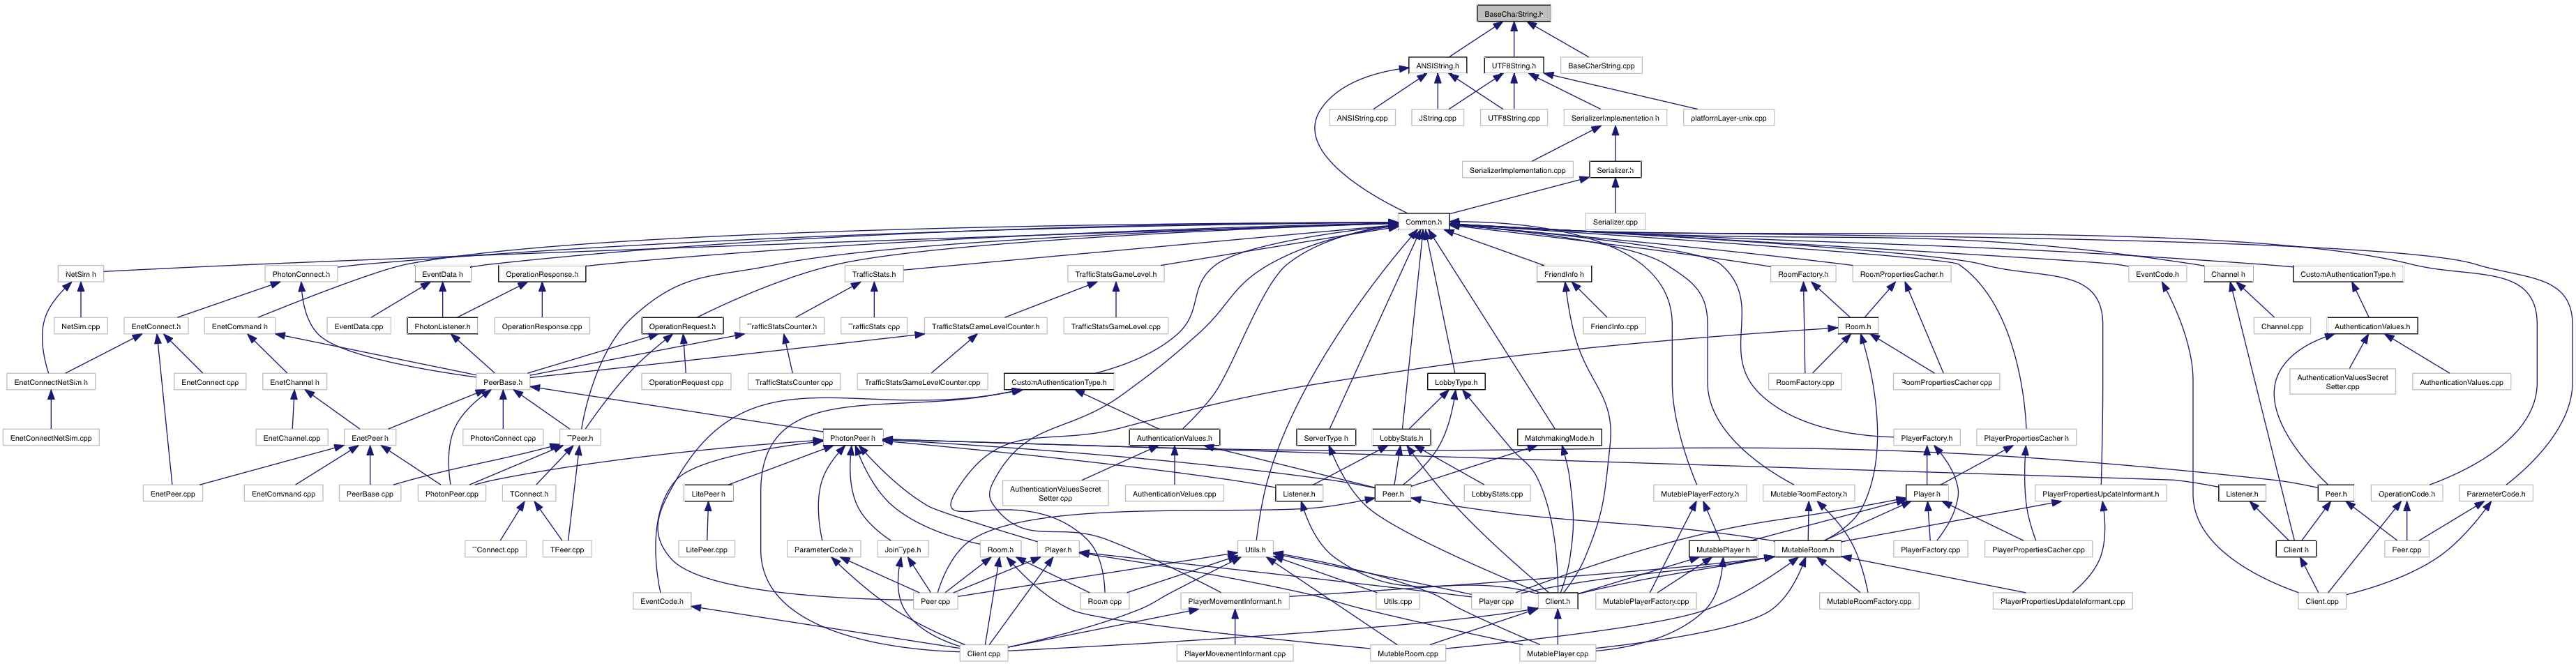 BaseCharString.h
ANSIString.h
UTF8String.h
BaseCharString.cpp
ANSIString.cpp
JString.cpp
UTF8String.cpp
SerializerImplementation.h
platformLayer-unix.cpp
SerializerImplementation.cpp
Serializer.h
Common.h
Serializer.cpp
NetSim.h
PhotonConnect.h
EventData.h
OperationResponse.h
TrafficStats.h
TrafficStatsGameLevel.h
FriendInfo.h
RoomFactory.h
RoomPropertiesCacher.h
EventCode.h
Channel.h
CustomAuthenticationType.h
NetSim.cpp
EnetConnect.h
EnetCommand.h
EventData.cpp
PhotonListener.h
OperationResponse.cpp
OperationRequest.h
TrafficStatsCounter.h
TrafficStats.cpp
TrafficStatsGameLevelCounter.h
TrafficStatsGameLevel.cpp
FriendInfo.cpp
Room.h
Channel.cpp
AuthenticationValues.h
EnetConnectNetSim.h
EnetConnect.cpp
EnetChannel.h
PeerBase.h
OperationRequest.cpp
TrafficStatsCounter.cpp
TrafficStatsGameLevelCounter.cpp
CustomAuthenticationType.h
LobbyType.h
RoomFactory.cpp
RoomPropertiesCacher.cpp
AuthenticationValuesSecret
Setter.cpp
AuthenticationValues.cpp
EnetConnectNetSim.cpp
EnetChannel.cpp
EnetPeer.h
PhotonConnect.cpp
TPeer.h
PhotonPeer.h
AuthenticationValues.h
ServerType.h
LobbyStats.h
MatchmakingMode.h
PlayerFactory.h
PlayerPropertiesCacher.h
EnetPeer.cpp
EnetCommand.cpp
PeerBase.cpp
PhotonPeer.cpp
TConnect.h
LitePeer.h
AuthenticationValuesSecret
Setter.cpp
AuthenticationValues.cpp
Listener.h
Peer.h
LobbyStats.cpp
MutablePlayerFactory.h
MutableRoomFactory.h
Player.h
PlayerPropertiesUpdateInformant.h
Listener.h
Peer.h
OperationCode.h
ParameterCode.h
TConnect.cpp
TPeer.cpp
LitePeer.cpp
ParameterCode.h
JoinType.h
Room.h
Player.h
Utils.h
MutablePlayer.h
MutableRoom.h
PlayerFactory.cpp
PlayerPropertiesCacher.cpp
Client.h
Peer.cpp
EventCode.h
Peer.cpp
Room.cpp
PlayerMovementInformant.h
Utils.cpp
Player.cpp
Client.h
MutablePlayerFactory.cpp
MutableRoomFactory.cpp
PlayerPropertiesUpdateInformant.cpp
Client.cpp
Client.cpp
PlayerMovementInformant.cpp
MutableRoom.cpp
MutablePlayer.cpp